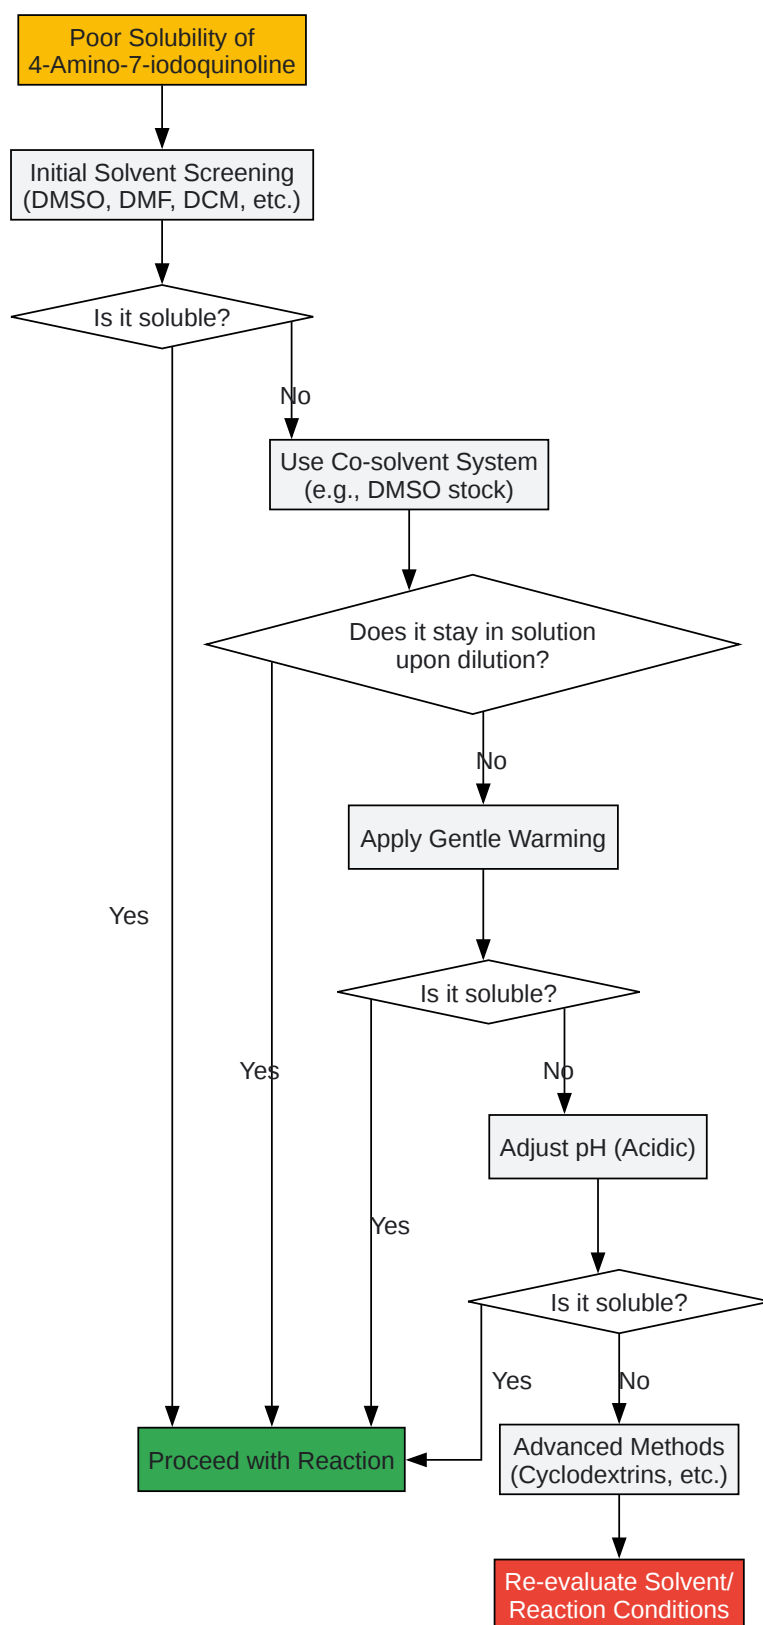 Poor Solubility of
4-Amino-7-iodoquinoline
Initial Solvent Screening
(DMSO, DMF, DCM, etc.)
Is it soluble?
No
Use Co-solvent System
(e.g., DMSO stock)
Does it stay in solution
upon dilution?
No
Apply Gentle Warming
Yes
Is it soluble?
Yes
No
Adjust pH (Acidic)
Yes
Is it soluble?
Yes
No
Proceed with Reaction
Advanced Methods
(Cyclodextrins, etc.)
Re-evaluate Solvent/
Reaction Conditions